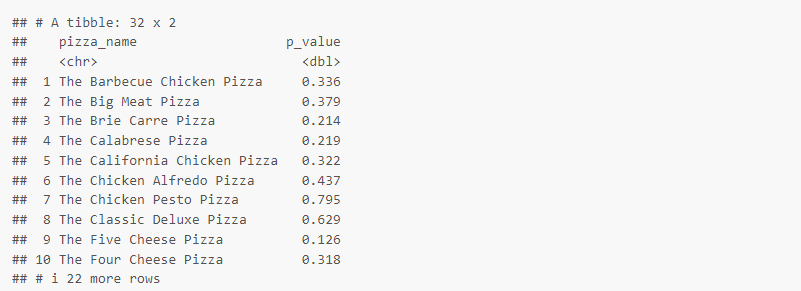 ## # A tibble: 32 x 2
##    pizza_name                   p_value
##    <chr>                          <dbl>
##  1 The Barbecue Chicken Pizza     0.336
##  2 The Big Meat Pizza             0.379
##  3 The Brie Carre Pizza           0.214
##  4 The Calabrese Pizza            0.219
##  5 The California Chicken Pizza   0.322
##  6 The Chicken Alfredo Pizza      0.437
##  7 The Chicken Pesto Pizza        0.795
##  8 The Classic Deluxe Pizza       0.629
##  9 The Five Cheese Pizza          0.126
## 10 The Four Cheese Pizza          0.318
## # i 22 more rows